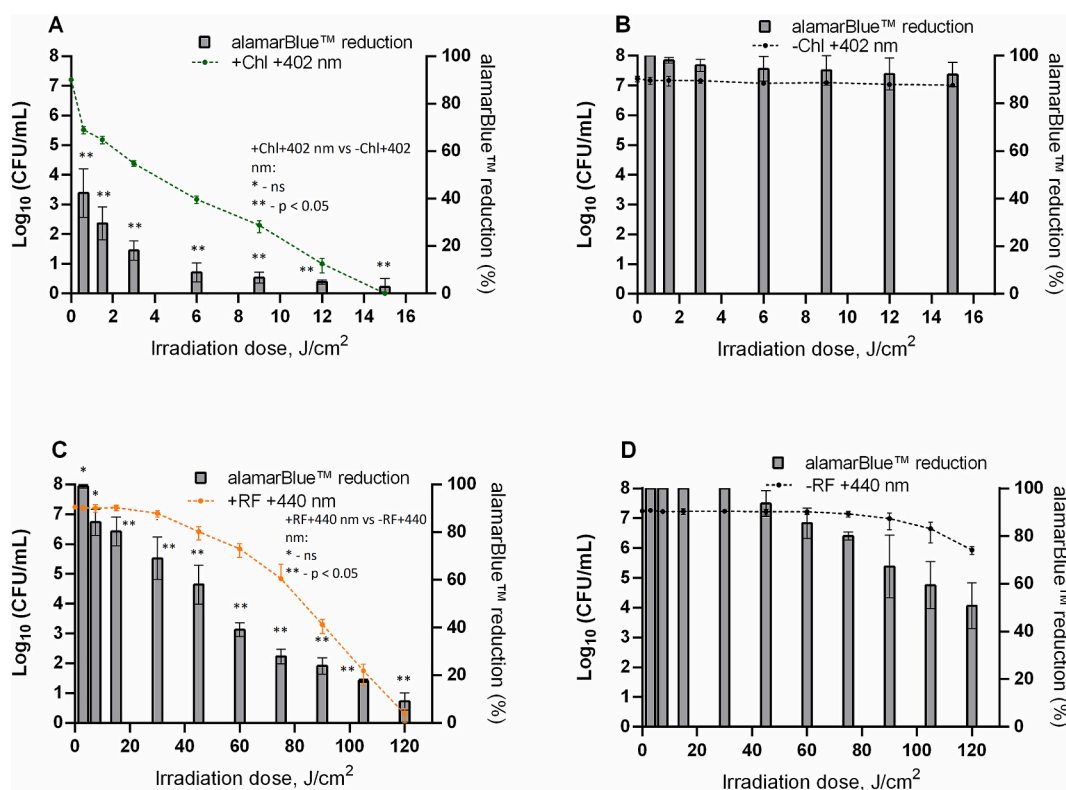 A
alamarBlue™ reduction
+Chl +402 nm
8
7
6
5
4
3
2
1
0
Log10 (CFU/mL)
100
80
60
40
20
0
alamarBlue™ reduction (%)
+Chl+402 nm vs -Chl+402
nm:
* - ns
** - p < 0.05
**
**
**
**
**
**
**
0 2 4 6 8 10 12 14 16
Irradiation dose, J/cm2
B
alamarBlue™ reduction
-Chl +402 nm
8
7
6
5
4
3
2
1
0
Log10 (CFU/mL)
100
80
60
40
20
0
alamarBlue™ reduction (%)
0 2 4 6 8 10 12 14 16
Irradiation dose, J/cm2
C
alamarBlue™ reduction
+RF +440 nm
8
7
6
5
4
3
2
1
0
Log10 (CFU/mL)
100
80
60
40
20
0
alamarBlue™ reduction (%)
+RF+440 nm vs -RF+440
nm:
* - ns
** - p < 0.05
*
*
**
**
**
**
**
**
**
**
0 20 40 60 80 100 120
Irradiation dose, J/cm2
D
alamarBlue™ reduction
-RF +440 nm
8
7
6
5
4
3
2
1
0
Log10 (CFU/mL)
100
80
60
40
20
0
alamarBlue™ reduction (%)
0 20 40 60 80 100 120
Irradiation dose, J/cm2